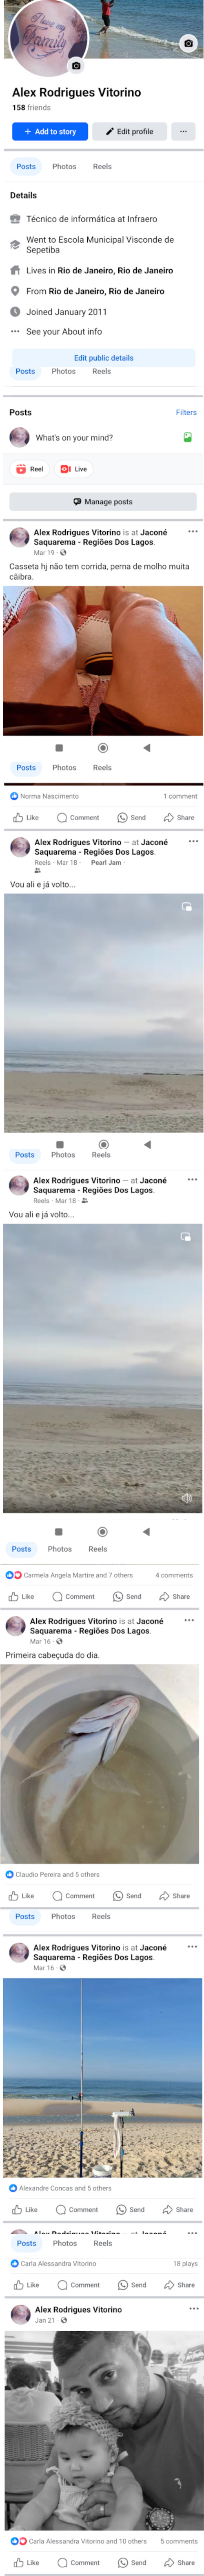 I love my
Family
Alex Rodrigues Vitorino
158 friends
+ Add to story
Edit profile
Posts Photos Reels
Details
Técnico de informática at Infraero
Went to Escola Municipal Visconde de
Sepetiba
Lives in Rio de Janeiro, Rio de Janeiro
From Rio de Janeiro, Rio de Janeiro
Joined January 2011
See your About info
Edit public details
Posts Photos Reels
Posts
Filters
What's on your mind?
Reel
Live
Manage posts
Alex Rodrigues Vitorino is at Jaconé
Saquarema - Regiões Dos Lagos.
Mar 19
Casseta hj não tem corrida, perna de molho muita
cãibra.
Posts Photos Reels
Norma Nascimento
1 comment
Like Comment Send Share
Alex Rodrigues Vitorino — at Jaconé
Saquarema - Regiões Dos Lagos.
Reels · Mar 18 · Pearl Jam ·
Vou ali e já volto...
Posts Photos Reels
Alex Rodrigues Vitorino — at Jaconé
Saquarema - Regiões Dos Lagos.
Reels · Mar 18 ·
Vou ali e já volto...
Posts Photos Reels
Carmela Angela Martire and 7 others
4 comments
Like Comment Send Share
Alex Rodrigues Vitorino is at Jaconé
Saquarema - Regiões Dos Lagos.
Mar 16 ·
Primeira cabeçuda do dia.
Claudio Pereira and 5 others
Like Comment Send Share
Posts Photos Reels
Alex Rodrigues Vitorino is at Jaconé
Saquarema - Regiões Dos Lagos.
Mar 16 ·
Alexandre Concas and 5 others
Like Comment Send Share
Posts Photos Reels
Carla Alessandra Vitorino
18 plays
Like Comment Send Share
Alex Rodrigues Vitorino
Jan 21 ·
Carla Alessandra Vitorino and 10 others
5 comments
Like Comment Send Share